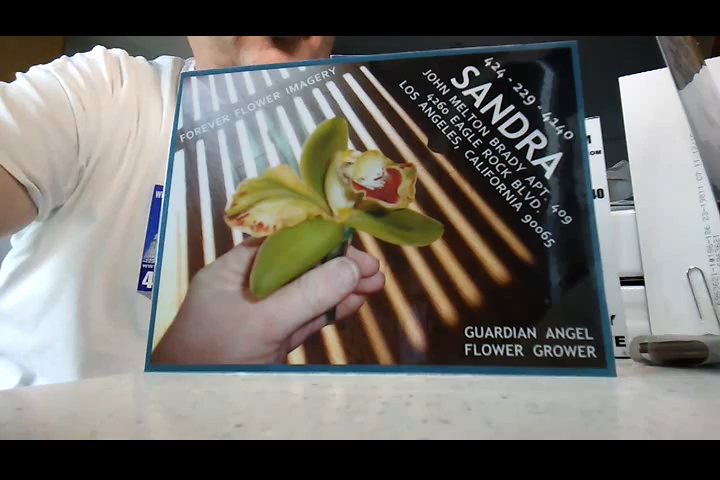 FOREVER FLOWER IMAGERY
424-229-4240
SANDRA
JOHN MELTON BRADY APT. 409
4260 EAGLE ROCK BLVD.
LOS ANGELES, CALIFORNIA 90065
GUARDIAN ANGEL
FLOWER GROWER